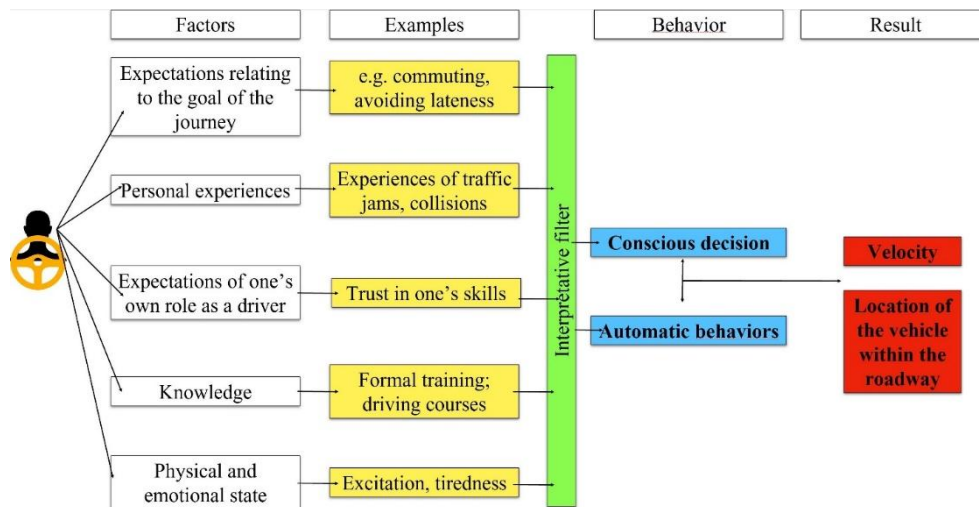 Factors
Examples
Behavior
Result
Expectations relating
to the goal of the
journey
e.g. commuting,
avoiding lateness
Personal experiences
Experiences of traffic
jams, collisions
Expectations of one's
own role as a driver
Trust in one's skills
Knowledge
Formal training;
driving courses
Physical and
emotional state
Excitation, tiredness
Interpretative filter
Conscious decision
Automatic behaviors
Velocity
Location of
the vehicle
within the
roadway